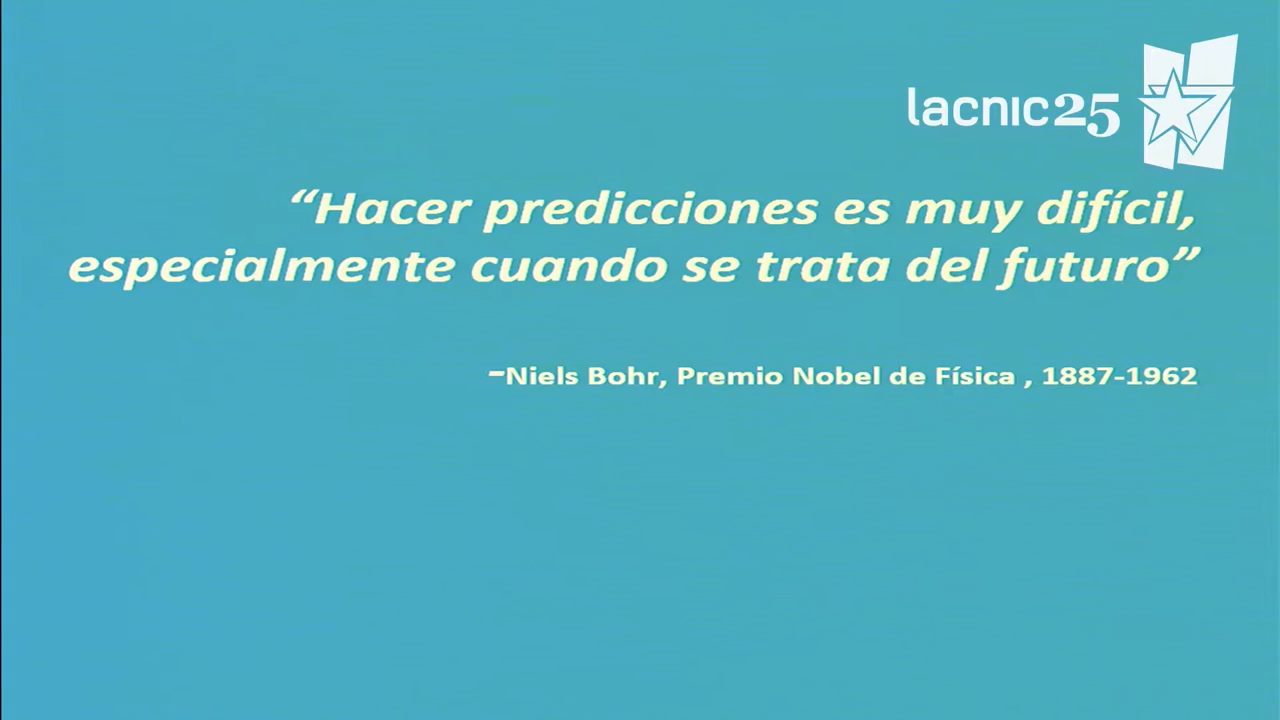 lacnic25
“Hacer predicciones es muy difícil,
especialmente cuando se trata del futuro”
-Niels Bohr, Premio Nobel de Física , 1887-1962